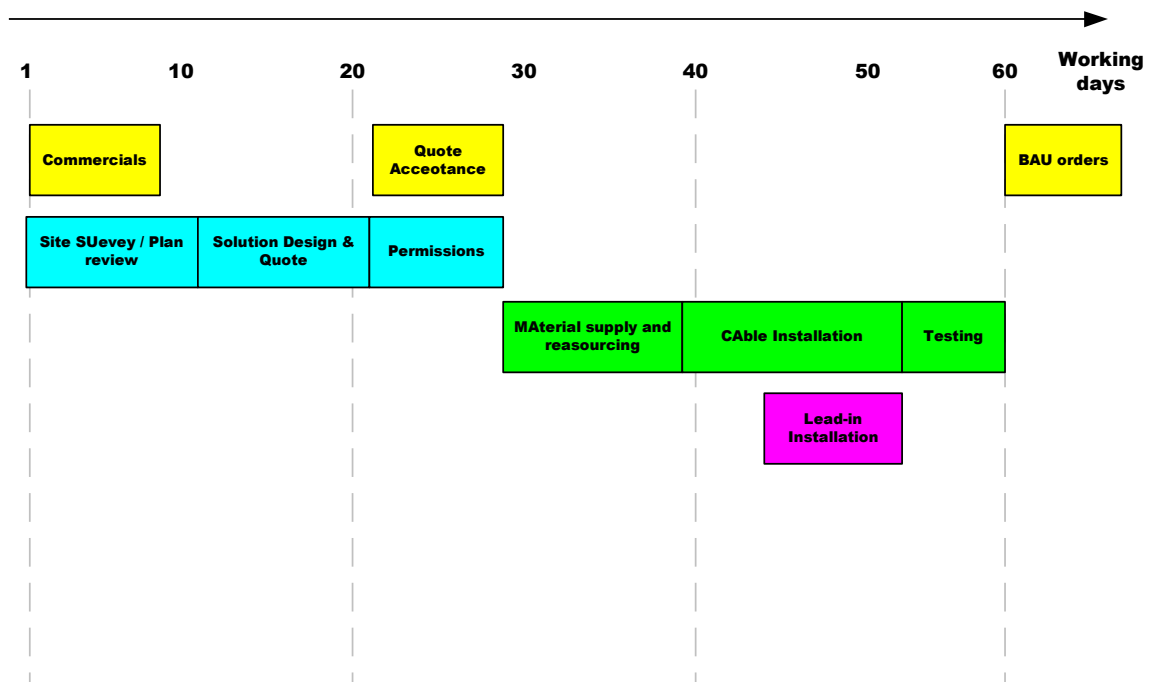 1
10
20
30
40
50
60
Working
days
Commercials
Quote
Acceotance
BAU orders
Site SUevey / Plan
review
Solution Design &
Quote
Permissions
MAterial supply and
reasourcing
CAble Installation
Testing
Lead-in
Installation